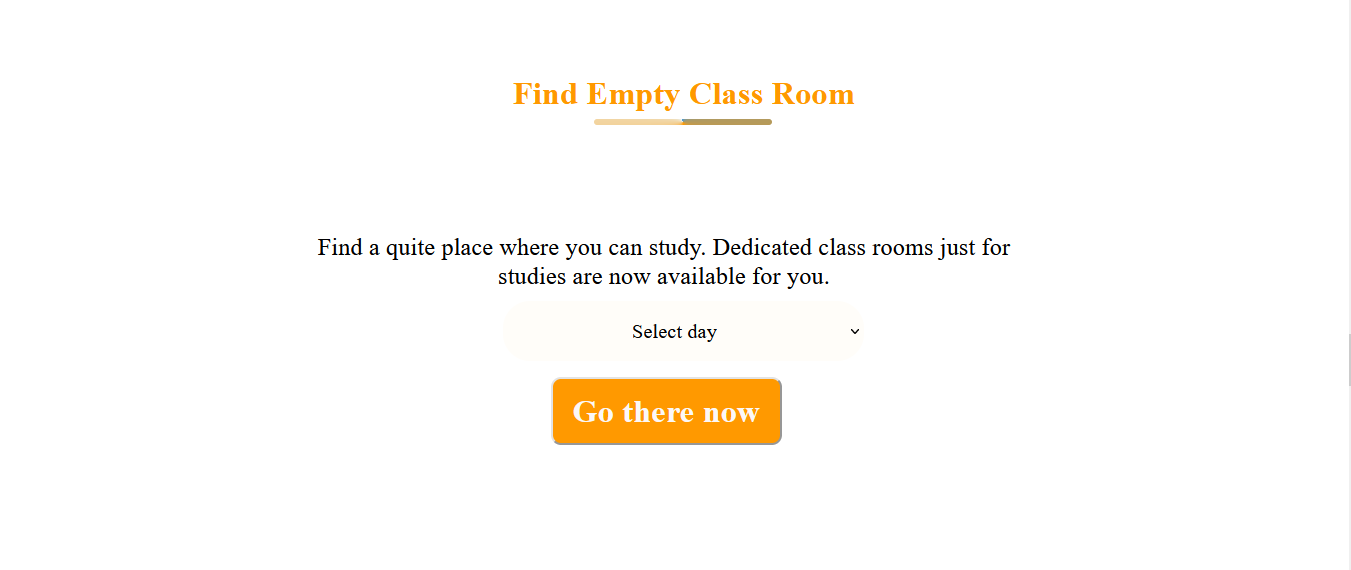 Find Empty Class Room
Find a quite place where you can study. Dedicated class rooms just for
studies are now available for you.
Select day
Go there now